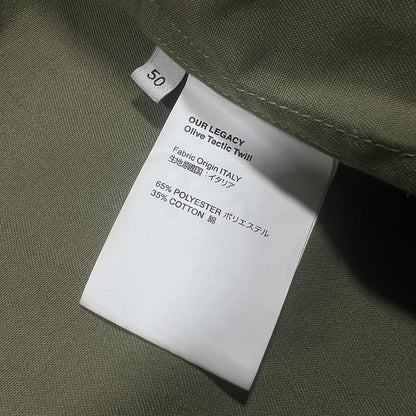 50
OUR LEGACY
Olive Tactic Twill
Fabric Origin ITALY
生地原産国 : イタリア
65% POLYESTER ポリエステル
35% COTTON 綿